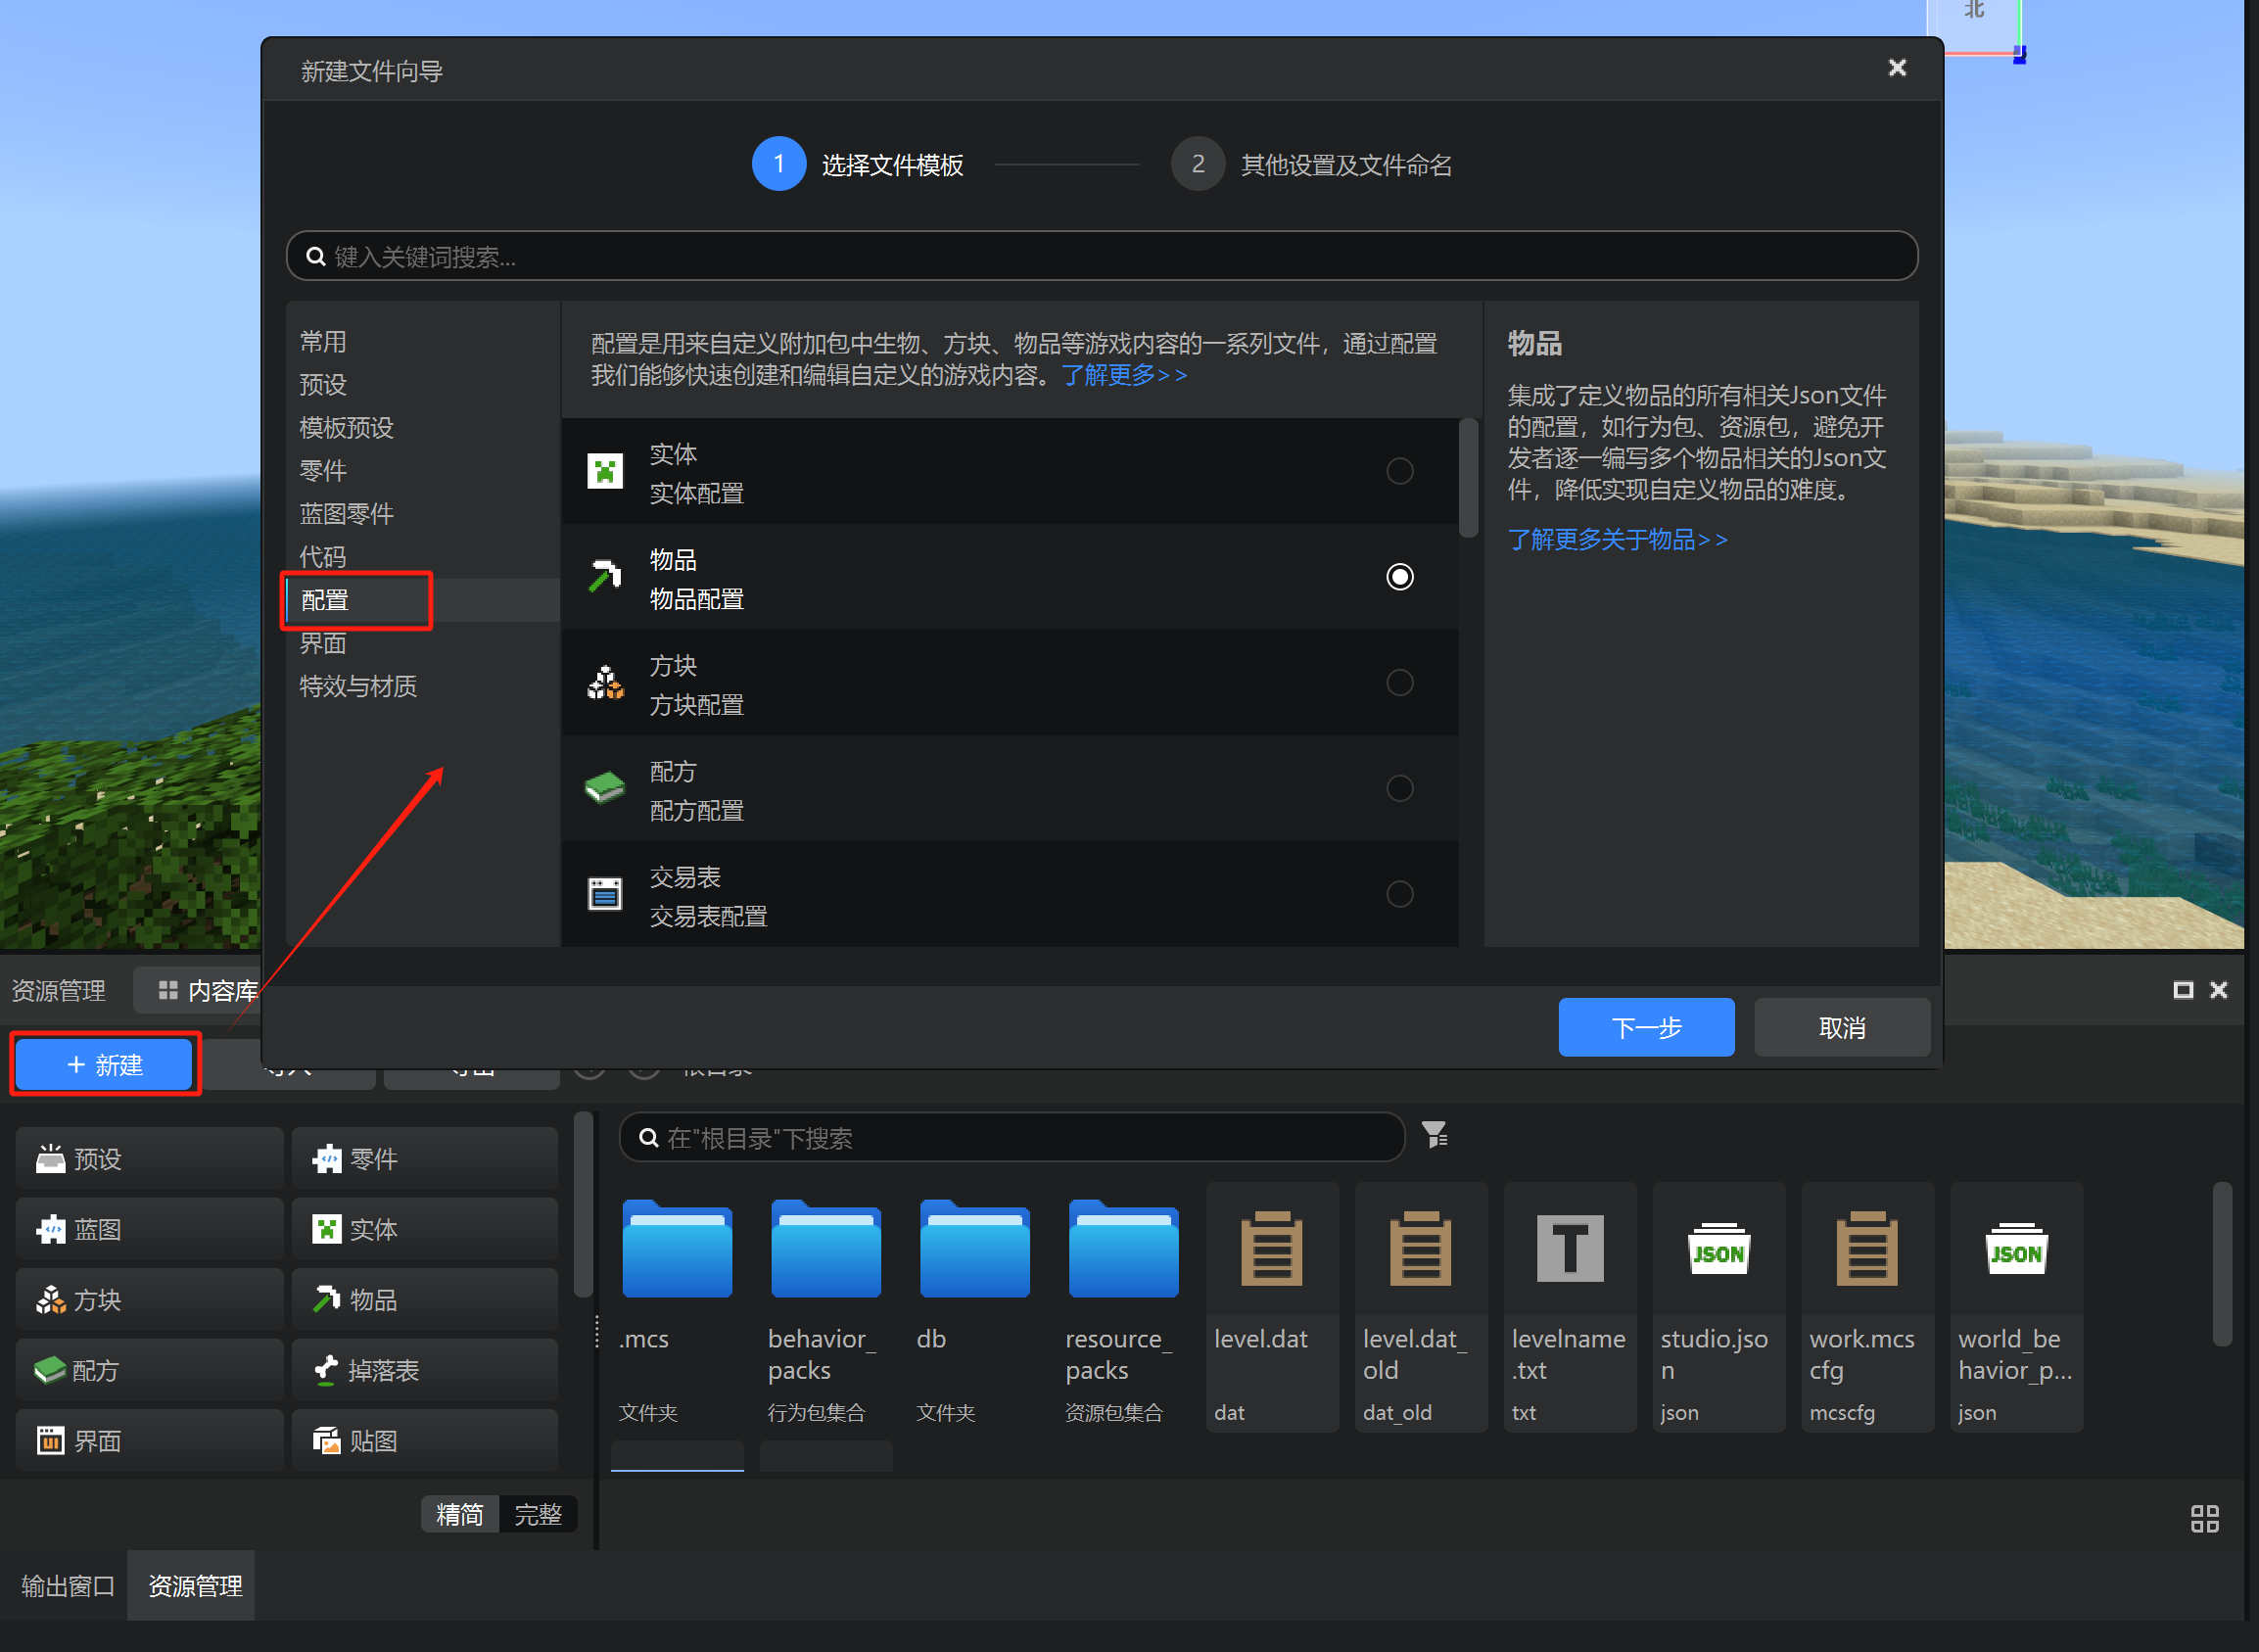 北
新建文件向导
1 选择文件模板
2 其他设置及文件命名
键入关键词搜索...
常用
预设
模板预设
零件
蓝图零件
代码
配置
界面
特效与材质
配置是用来自定义附加包中生物、方块、物品等游戏内容的一系列文件，通过配置
我们能够快速创建和编辑自定义的游戏内容。了解更多>>
实体
实体配置
物品
物品配置
方块
方块配置
配方
配方配置
交易表
交易表配置
物品
集成了定义物品的所有相关Json文件
的配置，如行为包、资源包，避免开
发者逐一编写多个物品相关的Json文
件，降低实现自定义物品的难度。
了解更多关于物品>>
下一步
取消
资源管理
内容库
+ 新建
预设
零件
蓝图
实体
方块
物品
配方
掉落表
界面
贴图
精简
完整
在"根目录"下搜索
.mcs
文件夹
behavior_
packs
行为包集合
db
文件夹
resource_
packs
资源包集合
level.dat
dat
level.dat_
old
dat_old
T
levelname
.txt
txt
JSON
studio.jso
n
json
work.mcs
cfg
mcscfg
JSON
world_be
havior_p...
json
输出窗口
资源管理